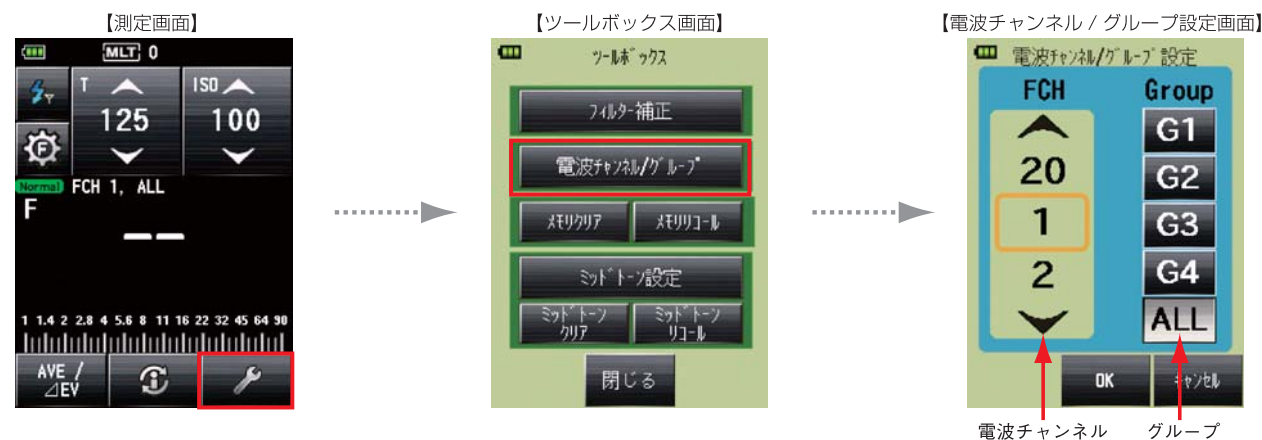 【測定画面】
MLT 0
T
125
ISO
100
F
Normal FCH 1, ALL
F
1 1.4 2 2.8 4 5.6 8 11 16 22 32 45 64 90
AVE /
⊿EV
【ツールボックス画面】
ﾂｰﾙﾎﾞｯｸｽ
ﾌｨﾙﾀｰ補正
電波ﾁｬﾝﾈﾙ/ｸﾞﾙｰﾌﾟ
ﾒﾓﾘｸﾘｱ
ﾒﾓﾘﾘｺｰﾙ
ﾐｯﾄﾞﾄｰﾝ設定
ﾐｯﾄﾞﾄｰﾝ
ｸﾘｱ
ﾐｯﾄﾞﾄｰﾝ
ﾘｺｰﾙ
閉じる
【電波チャンネル / グループ設定画面】
電波ﾁｬﾝﾈﾙ/ｸﾞﾙｰﾌﾟ設定
FCH
Group
20
1
2
G1
G2
G3
G4
ALL
OK
ｷｬﾝｾﾙ
電波チャンネル
グループ